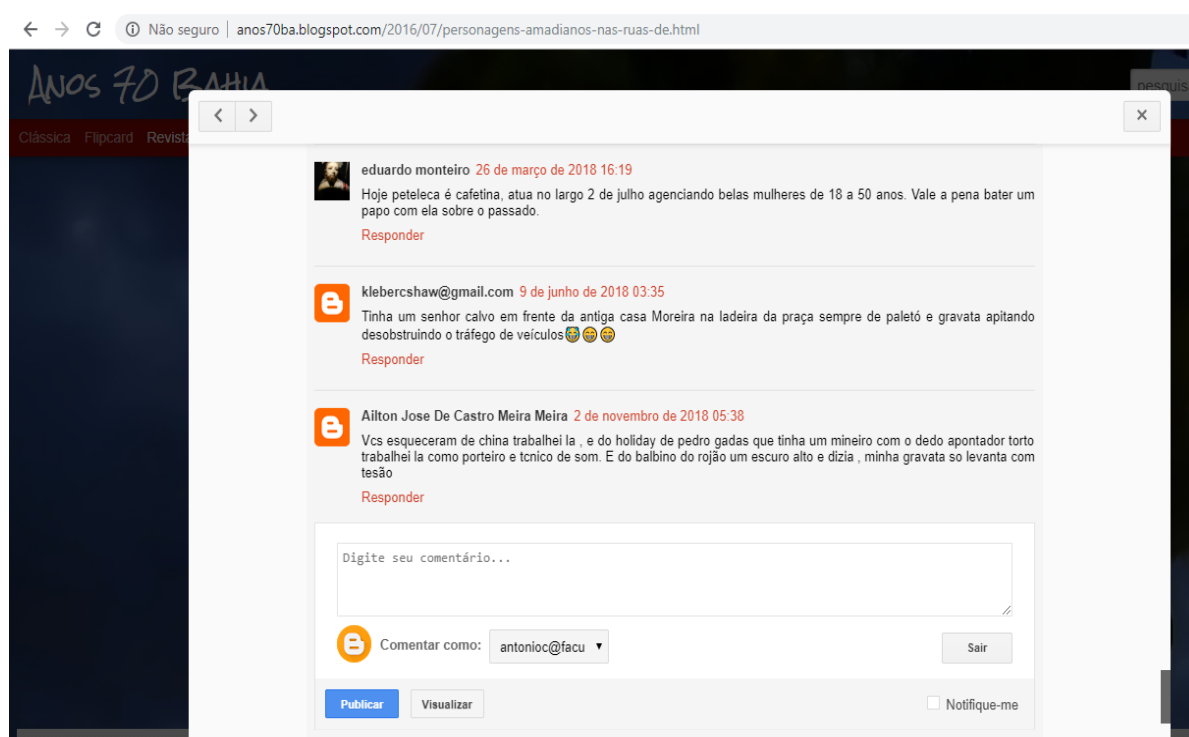 Não seguro | anos70ba.blogspot.com/2016/07/personagens-amadianos-nas-ruas-de.html
ANOS 70 BAHIA
pesquis
Clássica Flipcard Revista
eduardo monteiro 26 de março de 2018 16:19
Hoje peteleca é cafetina, atua no largo 2 de julho agenciando belas mulheres de 18 a 50 anos. Vale a pena bater um
papo com ela sobre o passado.
Responder
klebercshaw@gmail.com 9 de junho de 2018 03:35
Tinha um senhor calvo em frente da antiga casa Moreira na ladeira da praça sempre de paletó e gravata apitando
desobstruindo o tráfego de veículos😂😁😁
Responder
Ailton Jose De Castro Meira Meira 2 de novembro de 2018 05:38
Vcs esqueceram de china trabalhei la , e do holiday de pedro gadas que tinha um mineiro com o dedo apontador torto
trabalhei la como porteiro e tcnico de som. E do balbino do rojão um escuro alto e dizia , minha gravata so levanta com
tesão
Responder
Digite seu comentário...
Comentar como: antonioc@facu
Sair
Publicar Visualizar Notifique-me